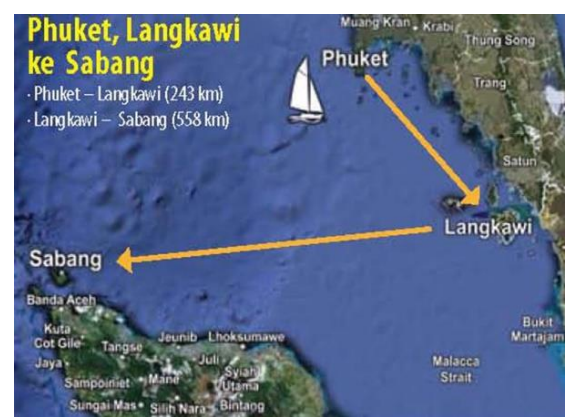 Phuket, Langkawi
ke Sabang
· Phuket – Langkawi (243 km)
· Langkawi – Sabang (558 km)
Muang Kran
Krabi
Thung Song
Phuket
Trang
Satun
Langkawi
Sabang
Banda Aceh
Kuta
Cot Gile
Tangse
Jeunib
Lhoksumawe
Jaya
Juli
Syiah
Utama
Sampoiniet
Mane
Sungai Mas
Silih Nara
Bintang
Bukit
Martajam
Malacca
Strait